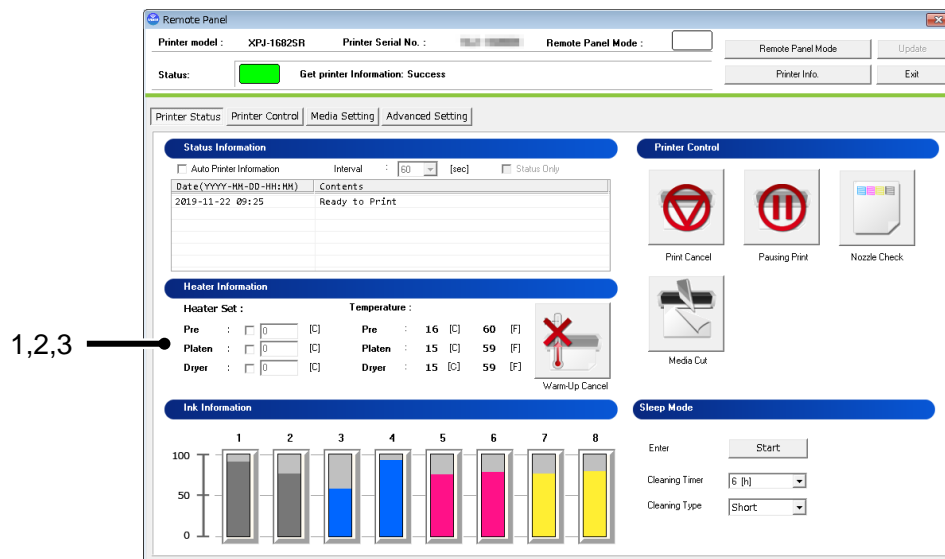 Remote Panel
Printer model : XPJ-1682SR Printer Serial No. : Remote Panel Mode :
Remote Panel Mode Update
Status: Get printer Information: Success
Printer Info. Exit
Printer Status Printer Control Media Setting Advanced Setting
Status Information
Auto Printer Information Interval : 60 [sec] Status Only
Date(YYYY-MM-DD-HH:MM) Contents
2019-11-22 09:25 Ready to Print
Heater Information
Heater Set : Temperature :
Pre : 0 [C] Pre : 16 [C] 60 [F]
Platen : 0 [C] Platen : 15 [C] 59 [F]
Dryer : 0 [C] Dryer : 15 [C] 59 [F]
Warm-Up Cancel
1,2,3
Ink Information
1 2 3 4 5 6 7 8
100
50
0
Printer Control
Print Cancel Pausing Print Nozzle Check
Media Cut
Sleep Mode
Enter Start
Cleaning Timer 6 [h]
Cleaning Type Short